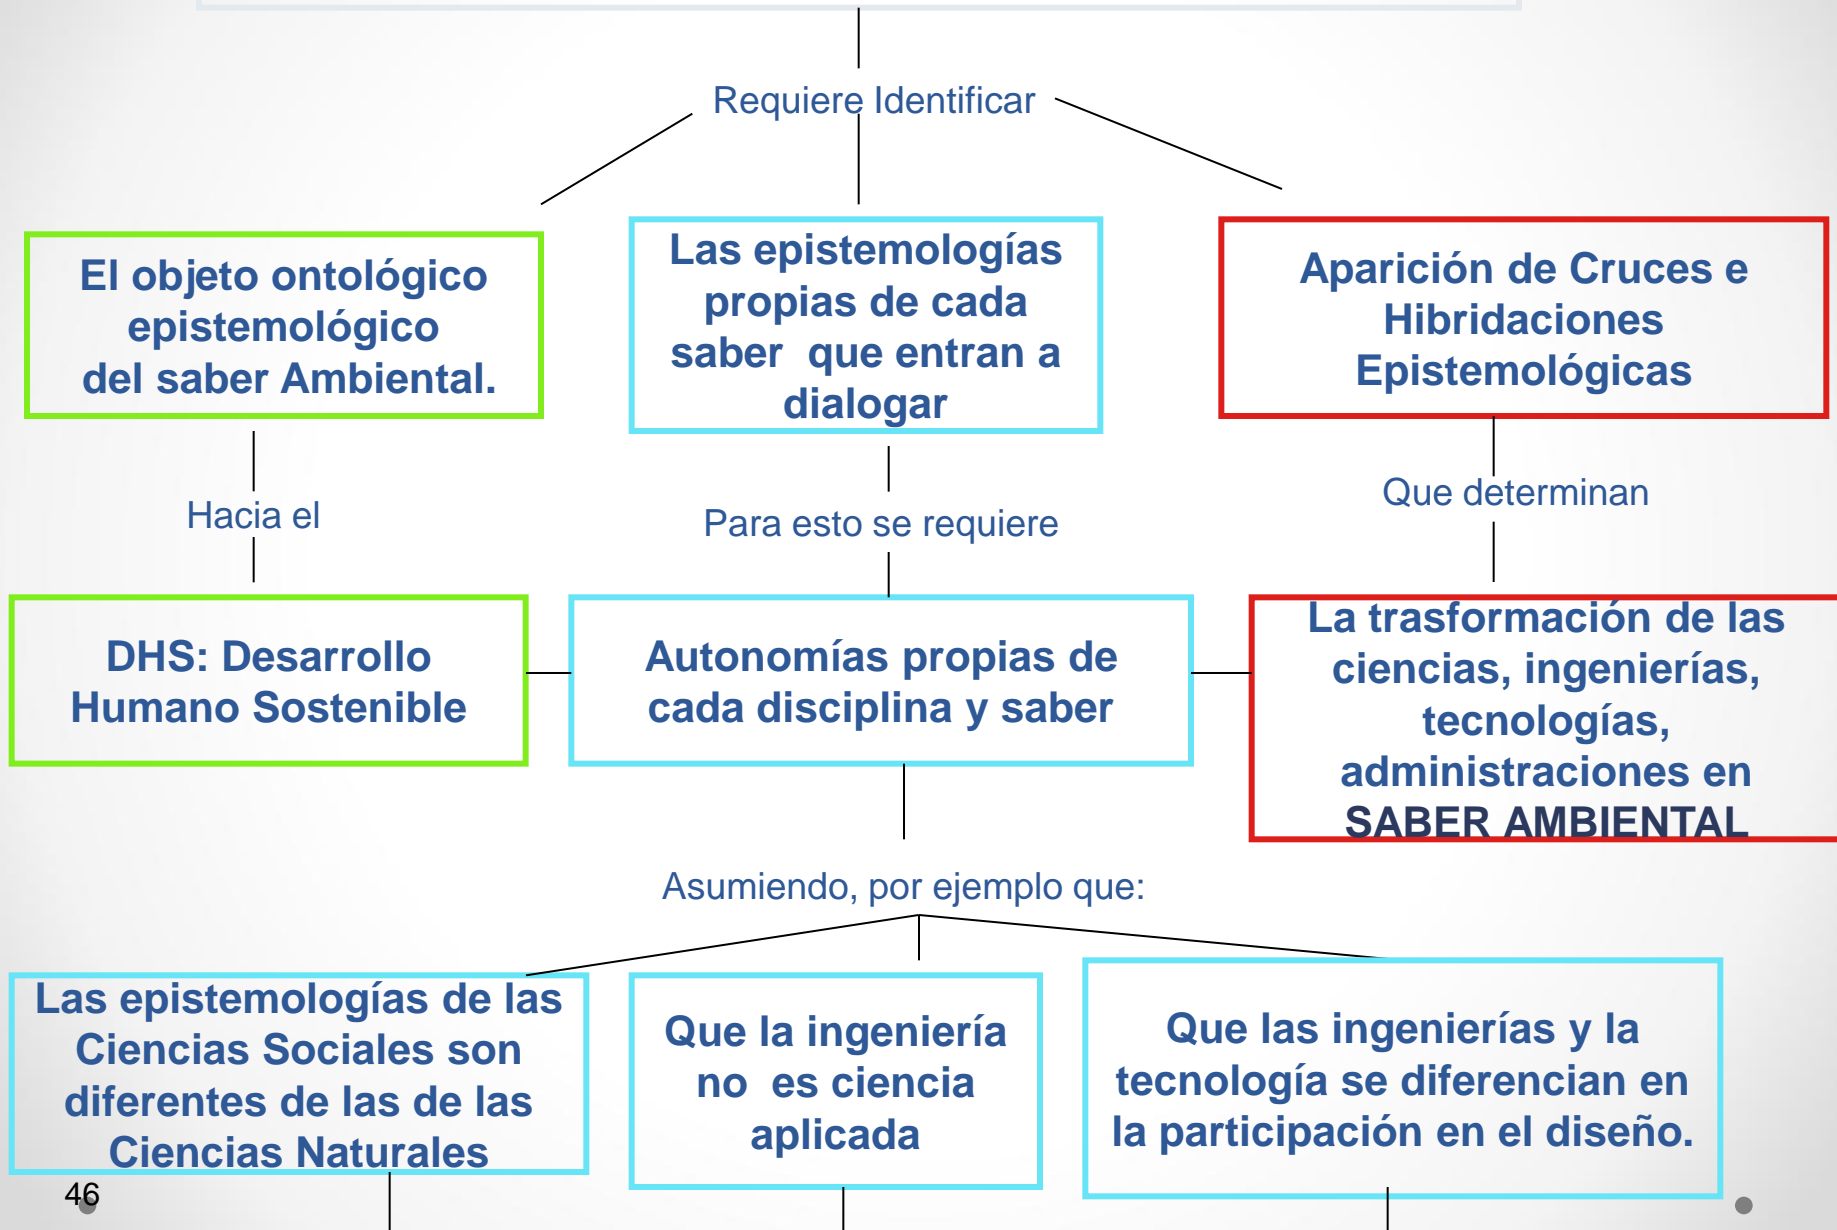 Requiere Identificar
El objeto ontológico
epistemológico
del saber Ambiental.
Las epistemologías
propias de cada
saber que entran a
dialogar
Aparición de Cruces e
Hibridaciones
Epistemológicas
Hacia el
Para esto se requiere
Que determinan
DHS: Desarrollo
Humano Sostenible
Autonomías propias de
cada disciplina y saber
La trasformación de las
ciencias, ingenierías,
tecnologías,
administraciones en
SABER AMBIENTAL
Asumiendo, por ejemplo que:
Las epistemologías de las
Ciencias Sociales son
diferentes de las de las
Ciencias Naturales
Que la ingeniería
no es ciencia
aplicada
Que las ingenierías y la
tecnología se diferencian en
la participación en el diseño.
46